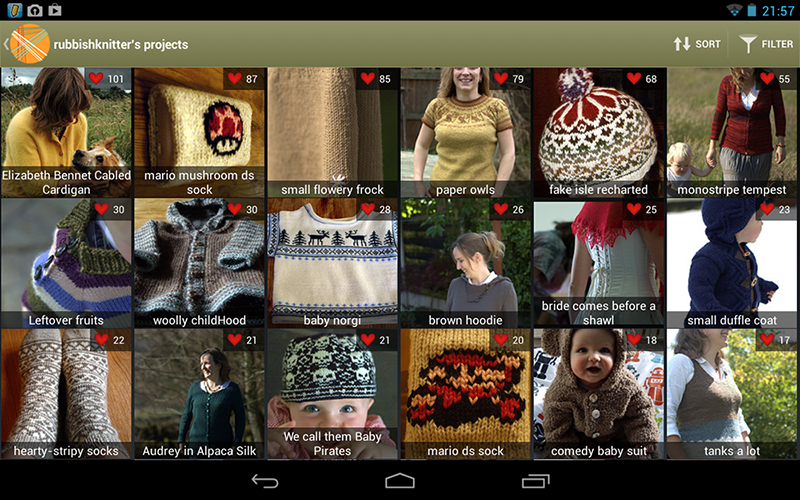 21:57
rubbishknitter's projects
SORT
FILTER
101
87
85
79
68
55
Elizabeth Bennet Cabled
Cardigan
mario mushroom ds
sock
small flowery frock
paper owls
fake isle recharted
monostripe tempest
30
30
28
26
25
23
Leftover fruits
woolly childHood
baby norgi
brown hoodie
bride comes before a
shawl
small duffle coat
22
21
21
20
18
17
hearty-stripy socks
Audrey in Alpaca Silk
We call them Baby
Pirates
mario ds sock
comedy baby suit
tanks a lot